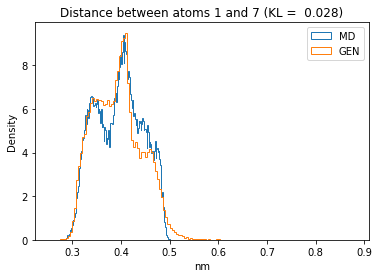 Distance between atoms 1 and 7 (KL =  0.028)
MD
GEN
Density
8
6
4
2
0
0.3 0.4 0.5 0.6 0.7 0.8 0.9
nm